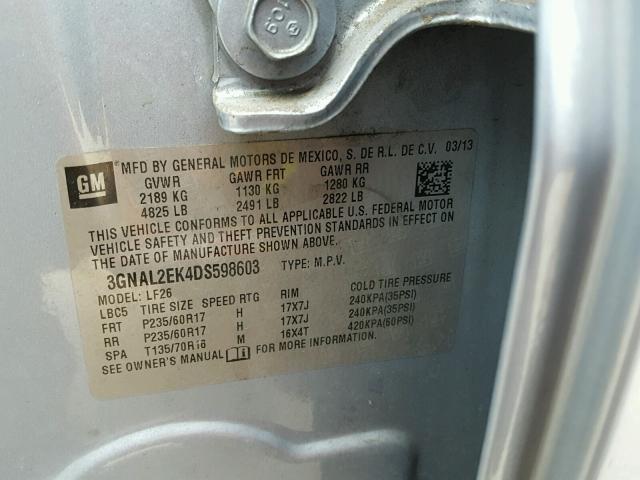 10.9
GM
MFD BY GENERAL MOTORS DE MEXICO, S. DE R.L. DE C.V. 03/13
GVWR GAWR FRT GAWR RR
2189 KG 1130 KG 1280 KG
4825 LB 2491 LB 2822 LB
THIS VEHICLE CONFORMS TO ALL APPLICABLE U.S. FEDERAL MOTOR
VEHICLE SAFETY AND THEFT PREVENTION STANDARDS IN EFFECT ON
THE DATE OF MANUFACTURE SHOWN ABOVE.
3GNAL2EK4DS598603 TYPE: M.P.V.
MODEL: LF26
LBC5 TIRE SIZE SPEED RTG RIM COLD TIRE PRESSURE
FRT P235/60R17 H 17X7J 240KPA(35PSI)
RR P235/60R17 H 17X7J 240KPA(35PSI)
SPA T135/70R16 M 16X4T 420KPA(60PSI)
SEE OWNER'S MANUAL FOR MORE INFORMATION.